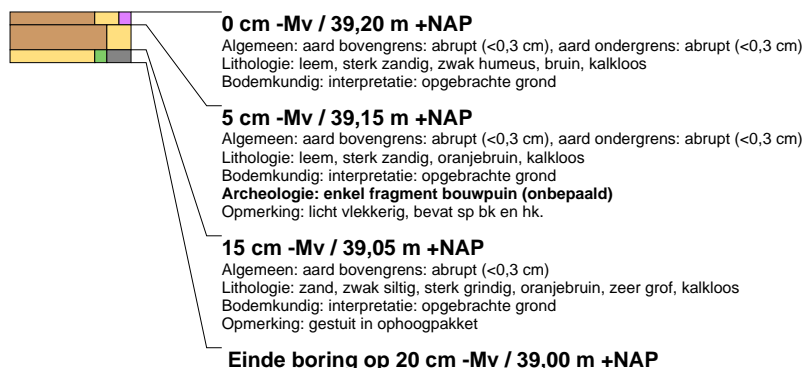 0 cm -Mv / 39,20 m +NAP
Algemeen: aard bovengrens: abrupt (<0,3 cm), aard ondergrens: abrupt (<0,3 cm)
Lithologie: leem, sterk zandig, zwak humeus, bruin, kalkloos
Bodemkundig: interpretatie: opgebrachte grond
5 cm -Mv / 39,15 m +NAP
Algemeen: aard bovengrens: abrupt (<0,3 cm), aard ondergrens: abrupt (<0,3 cm)
Lithologie: leem, sterk zandig, oranjebruin, kalkloos
Bodemkundig: interpretatie: opgebrachte grond
Archeologie: enkel fragment bouwpuin (onbepaald)
Opmerking: licht vlekkerig, bevat sp bk en hk.
15 cm -Mv / 39,05 m +NAP
Algemeen: aard bovengrens: abrupt (<0,3 cm)
Lithologie: zand, zwak siltig, sterk grindig, oranjebruin, zeer grof, kalkloos
Bodemkundig: interpretatie: opgebrachte grond
Opmerking: gestuit in ophoogpakket
Einde boring op 20 cm -Mv / 39,00 m +NAP